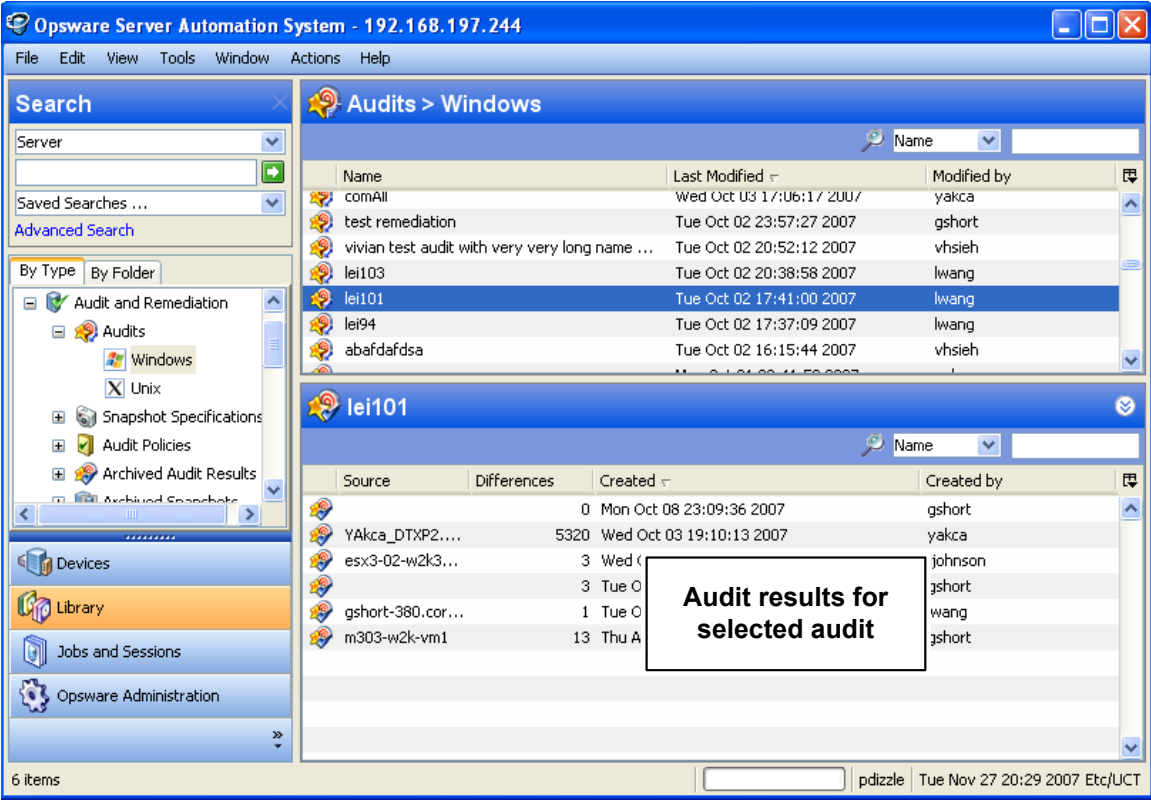 Opsware Server Automation System - 192.168.197.244
File Edit View Tools Window Actions Help
Search
Server
Saved Searches ...
Advanced Search
By Type By Folder
Audit and Remediation
Audits
Windows
Unix
Snapshot Specifications
Audit Policies
Archived Audit Results
Archived Snapshots
Devices
Library
Jobs and Sessions
Opsware Administration
Audits > Windows
Name
Name Last Modified Modified by
comAll Wed Oct 03 17:06:17 2007 yakca
test remediation Tue Oct 02 23:57:27 2007 gshort
vivian test audit with very very long name ... Tue Oct 02 20:52:12 2007 vhsieh
lei103 Tue Oct 02 20:38:58 2007 lwang
lei101 Tue Oct 02 17:41:00 2007 lwang
lei94 Tue Oct 02 17:37:09 2007 lwang
abafdafdsa Tue Oct 02 16:15:44 2007 vhsieh
lei101
Name
Source Differences Created Created by
0 Mon Oct 08 23:09:36 2007 gshort
YAkca_DTXP2.... 5320 Wed Oct 03 19:10:13 2007 yakca
esx3-02-w2k3... 3 Wed johnson
3 Tue O gshort
gshort-380.cor... 1 Tue O wang
m303-w2k-vm1 13 Thu A gshort
Audit results for
selected audit
6 items
pdizzle Tue Nov 27 20:29 2007 Etc/UCT